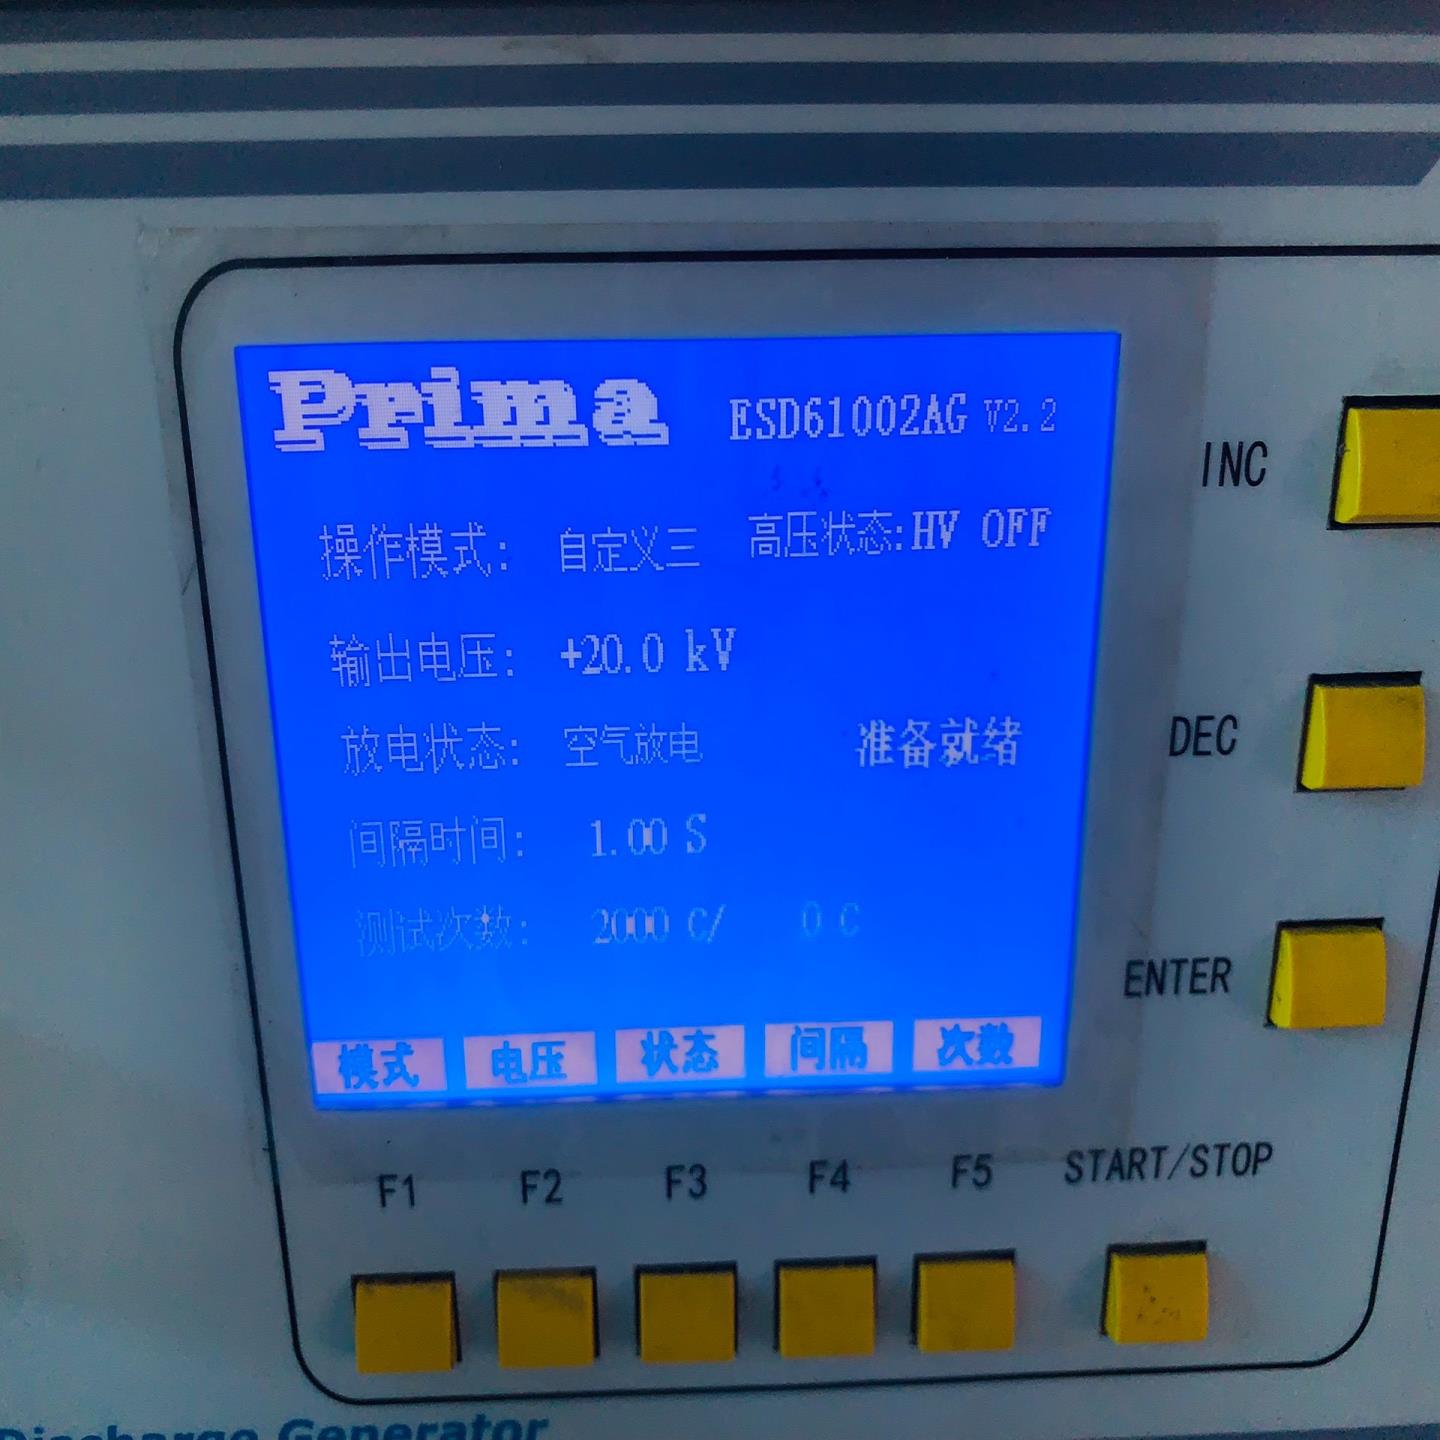 Prima ESD61002AG V2.2
操作模式: 自定义三 高压状态:HV OFF
输出电压: +20.0 kV
放电状态: 空气放电 准备就绪
间隔时间: 1.00 S
测试次数: 2000 C/ 0 C
模式 电压 状态 间隔 次数
INC
DEC
ENTER
F1 F2 F3 F4 F5 START/STOP
Discharge Generator